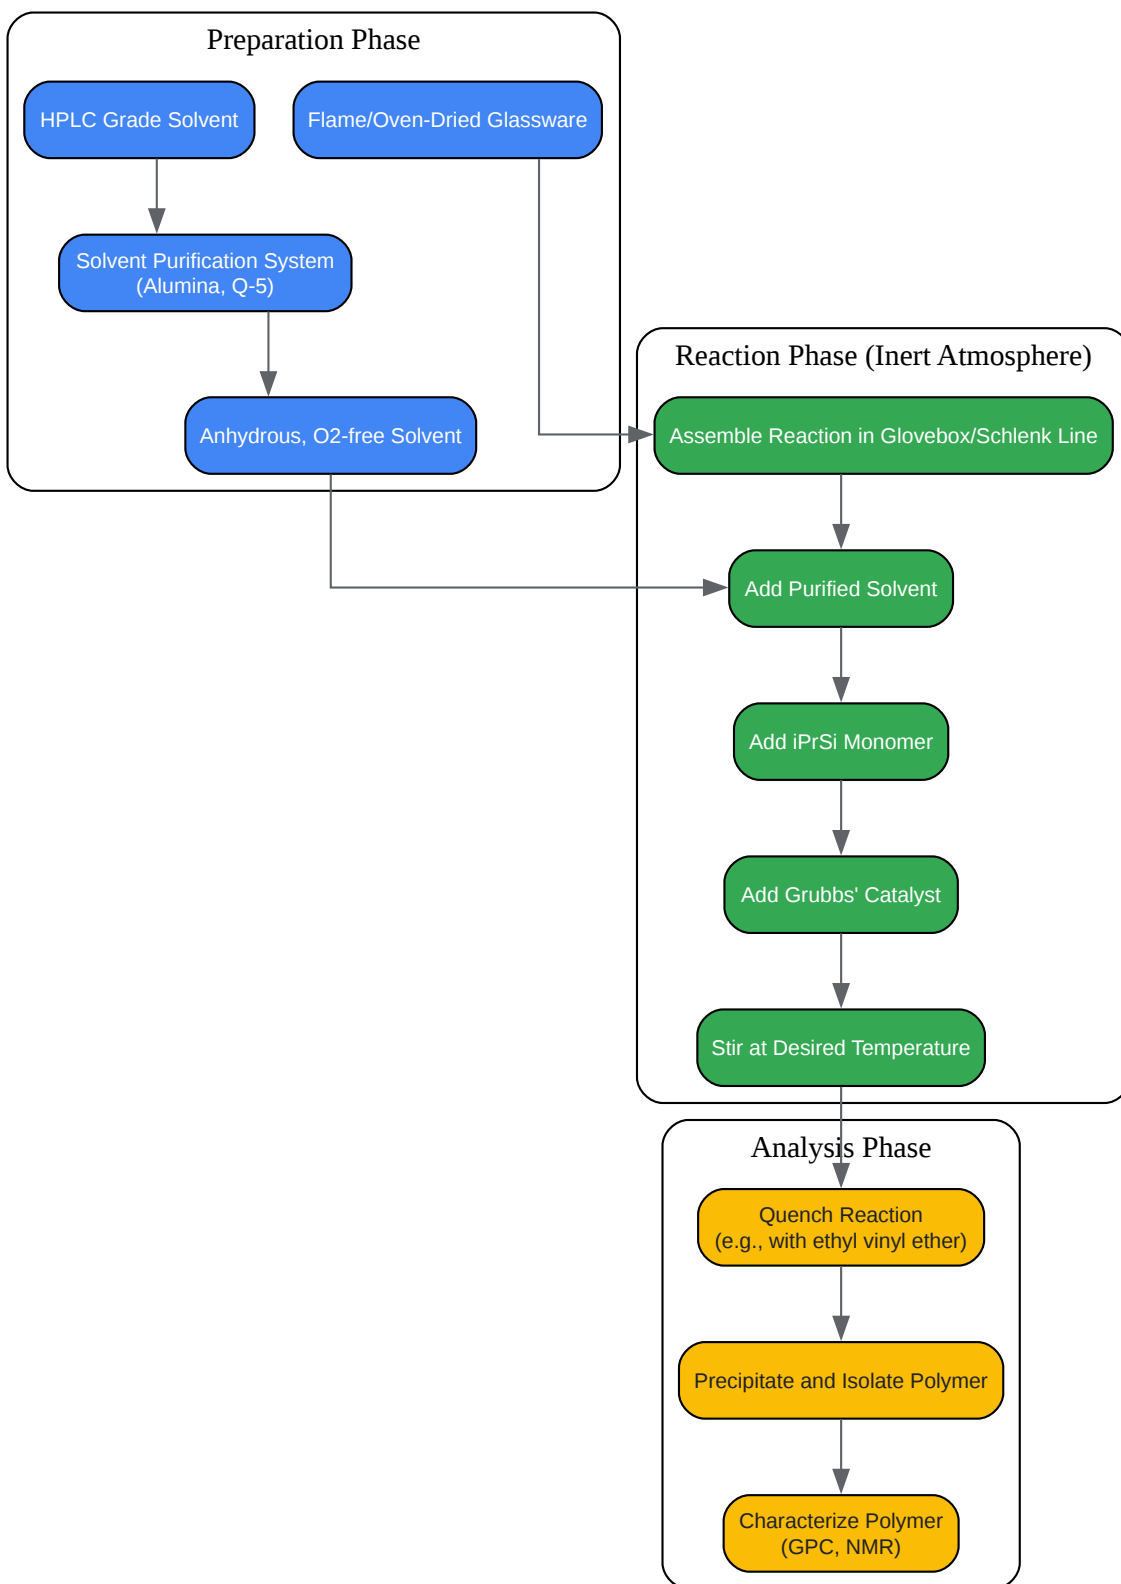 Preparation Phase
HPLC Grade Solvent
Flame/Oven-Dried Glassware
Solvent Purification System
(Alumina, Q-5)
Anhydrous, O2-free Solvent
Reaction Phase (Inert Atmosphere)
Assemble Reaction in Glovebox/Schlenk Line
Add Purified Solvent
Add iPrSi Monomer
Add Grubbs' Catalyst
Stir at Desired Temperature
Analysis Phase
Quench Reaction
(e.g., with ethyl vinyl ether)
Precipitate and Isolate Polymer
Characterize Polymer
(GPC, NMR)